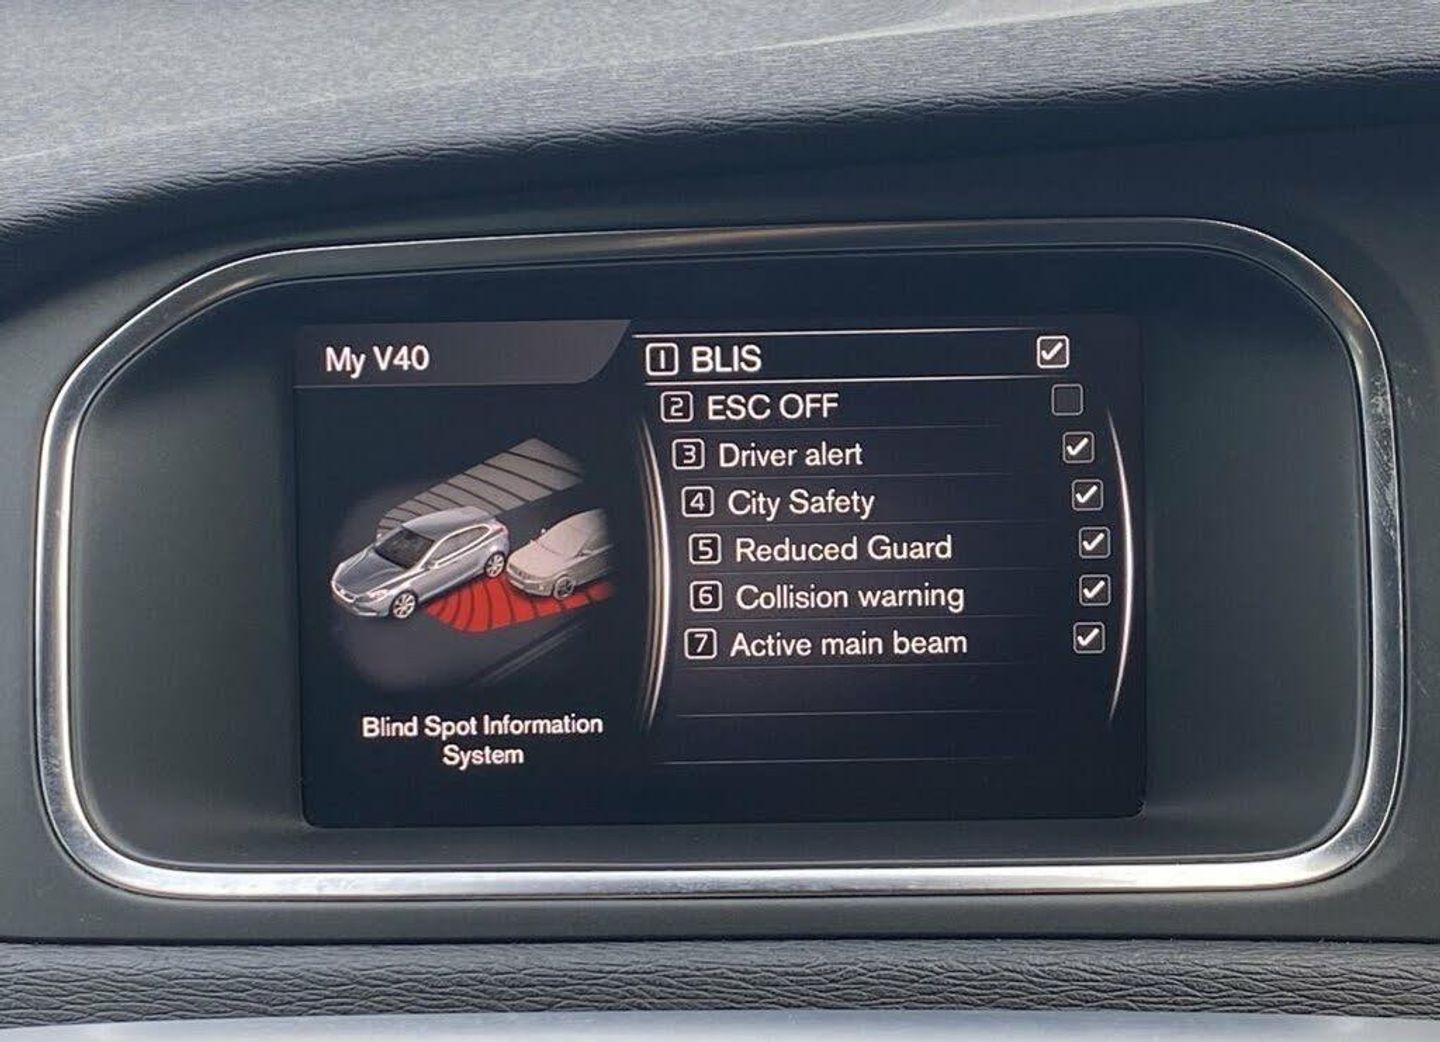 My V40
1 BLIS
2 ESC OFF
3 Driver alert
4 City Safety
5 Reduced Guard
6 Collision warning
7 Active main beam
Blind Spot Information
System